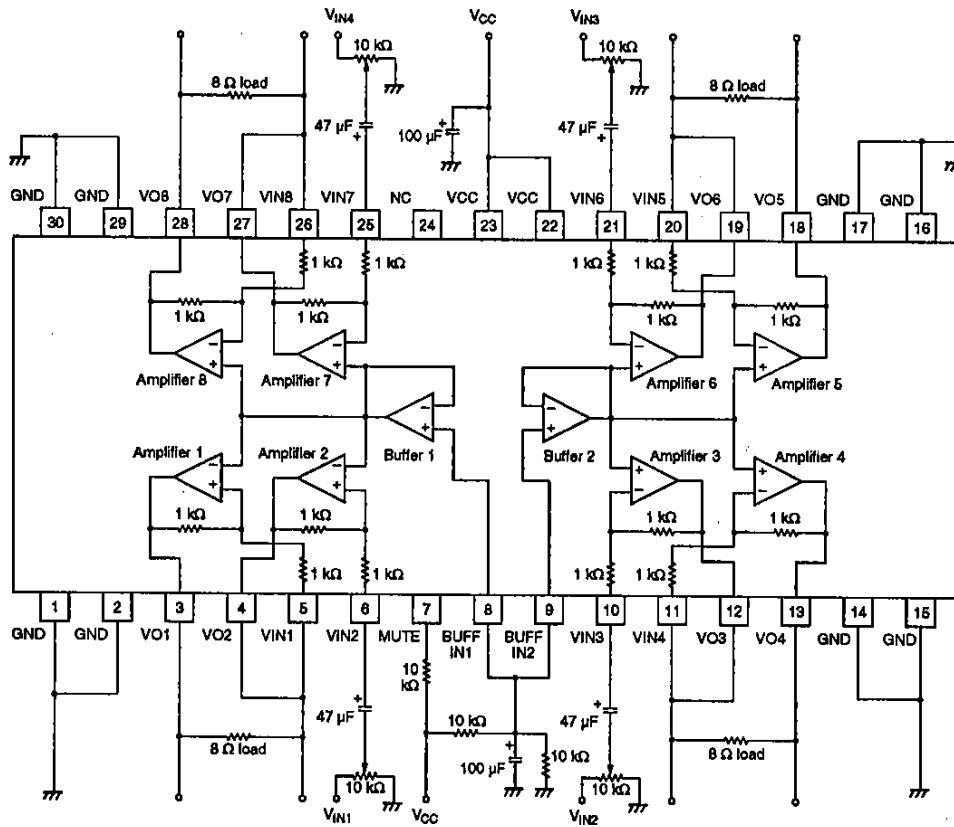 V_IN4 V_CC V_IN3
10 kΩ 10 kΩ
8 Ω load 8 Ω load
47 µF 100 µF 47 µF
+ + +
GND GND VO8 VO7 VIN8 VIN7 NC VCC VCC VIN6 VIN5 VO6 VO5 GND GND
30 29 28 27 26 25 24 23 22 21 20 19 18 17 16
1 kΩ 1 kΩ 1 kΩ 1 kΩ
1 kΩ 1 kΩ 1 kΩ 1 kΩ
− − − −
+ + + +
Amplifier 8 Amplifier 7 Amplifier 6 Amplifier 5
− −
+ +
Amplifier 1 Amplifier 2 Buffer 1 Buffer 2 Amplifier 3 Amplifier 4
− − + +
+ + − −
1 kΩ 1 kΩ 1 kΩ 1 kΩ
1 kΩ 1 kΩ 1 kΩ 1 kΩ
1 2 3 4 5 6 7 8 9 10 11 12 13 14 15
GND GND VO1 VO2 VIN1 VIN2 MUTE BUFF IN1 BUFF IN2 VIN3 VIN4 VO3 VO4 GND GND
10 kΩ
+ +
47 µF 10 kΩ 47 µF
8 Ω load + 8 Ω load
100 µF 10 kΩ
10 kΩ 10 kΩ
V_IN1 V_CC V_IN2